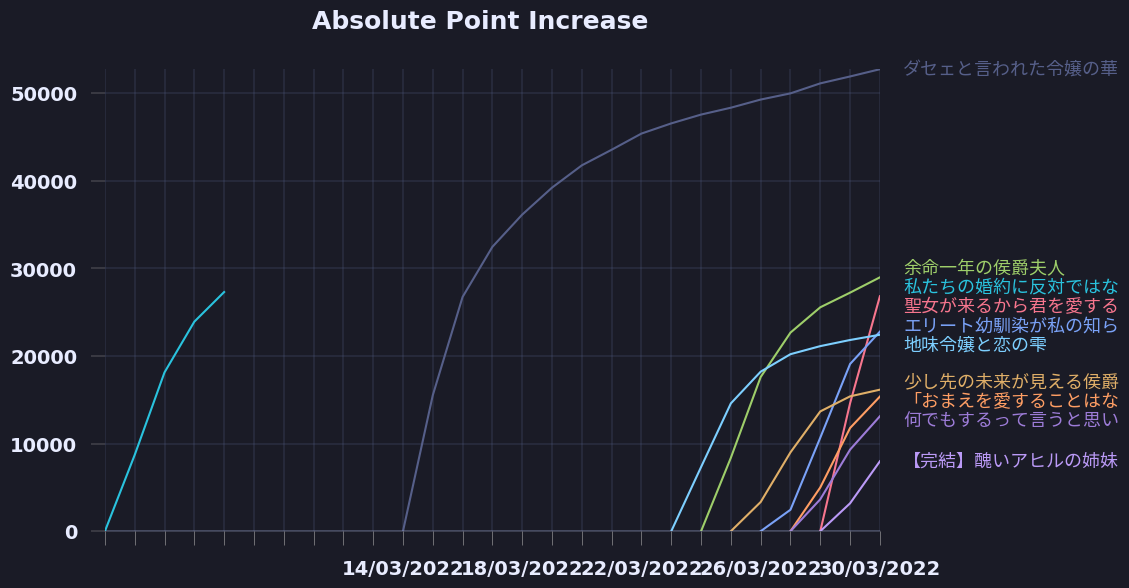 Absolute Point Increase
ダセェと言われた令嬢の華
50000
40000
30000
余命一年の侯爵夫人
私たちの婚約に反対ではな
聖女が来るから君を愛する
エリート幼馴染が私の知ら
地味令嬢と恋の雫
20000
少し先の未来が見える侯爵
「おまえを愛することはな
何でもするって言うと思い
10000
【完結】醜いアヒルの姉妹
0
14/03/2022 18/03/2022 22/03/2022 26/03/2022 30/03/2022